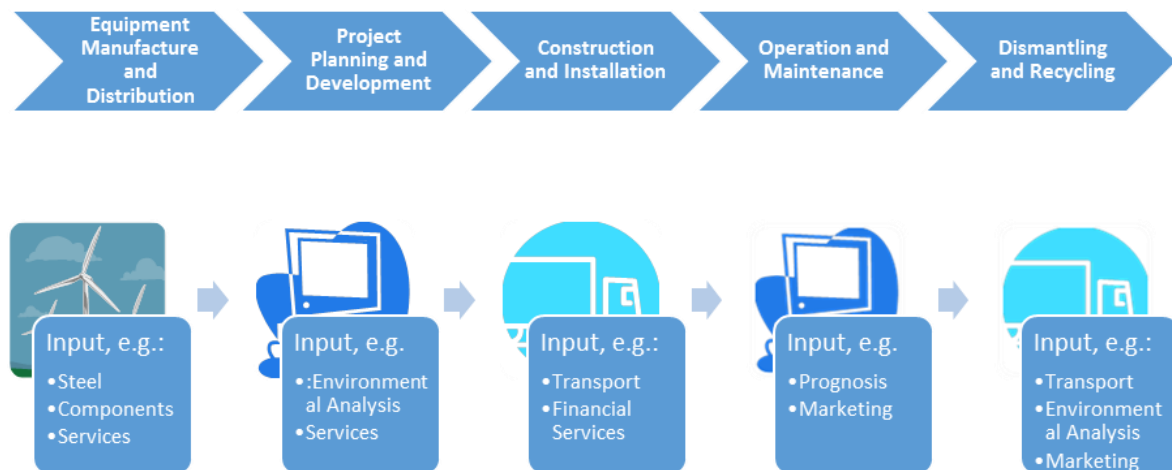 Equipment
Manufacture
and
Distribution
Project
Planning and
Development
Construction
and Installation
Operation and
Maintenance
Dismantling
and Recycling
Input, e.g.:
•Steel
•Components
•Services
Input, e.g.
•:Environment
al Analysis
•Services
Input, e.g.:
•Transport
•Financial
Services
Input, e.g.
•Prognosis
•Marketing
Input, e.g.:
•Transport
•Environment
al Analysis
•Marketing